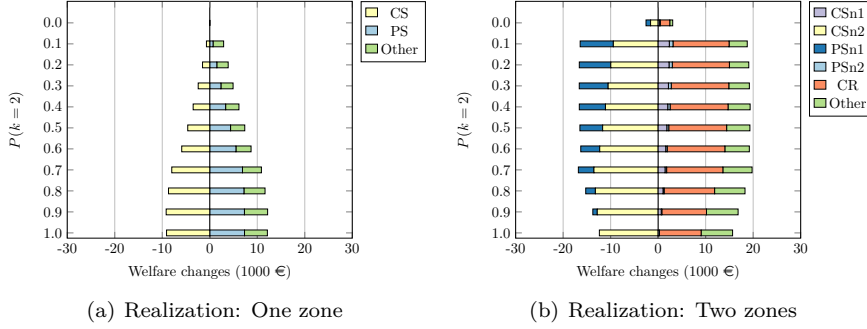 0.0
0.1
0.2
0.3
0.4
0.5
0.6
0.7
0.8
0.9
1.0
P(k = 2)
-30 -20 -10 0 10 20 30
Welfare changes (1000 €)
CS
PS
Other
(a) Realization: One zone
0.0
0.1
0.2
0.3
0.4
0.5
0.6
0.7
0.8
0.9
1.0
P(k = 2)
-30 -20 -10 0 10 20 30
Welfare changes (1000 €)
CSn1
CSn2
PSn1
PSn2
CR
Other
(b) Realization: Two zones